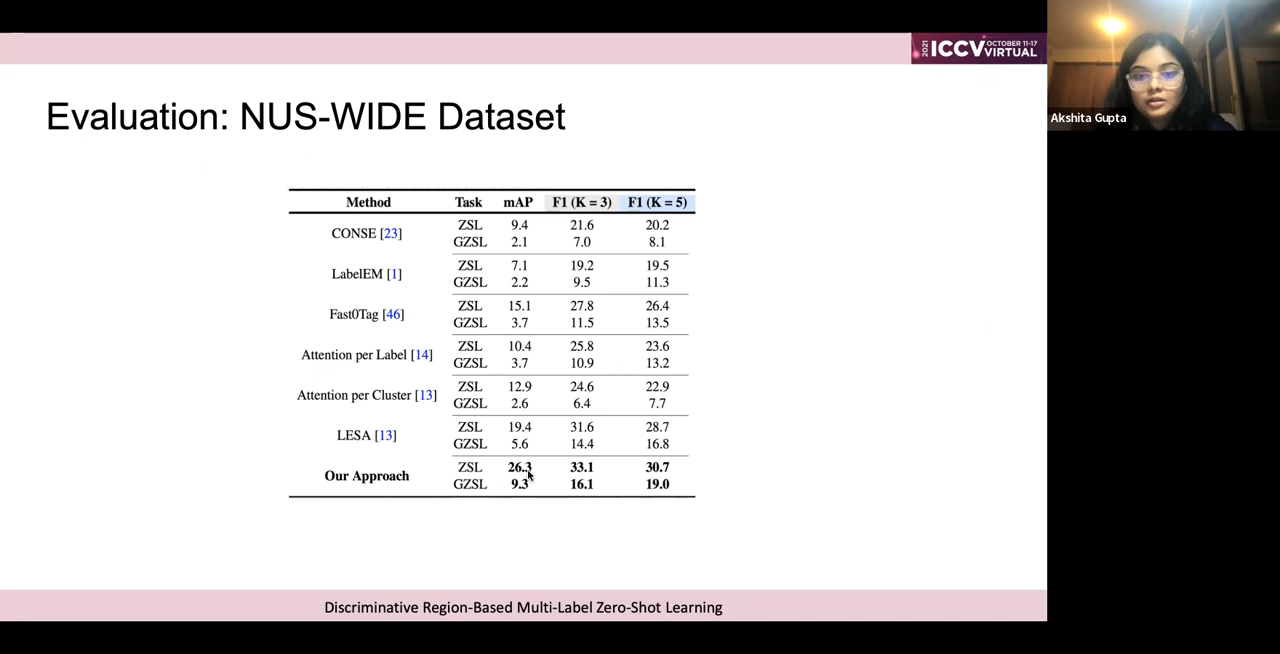 2021 ICCV OCTOBER 11-17 VIRTUAL
Akshita Gupta
Evaluation: NUS-WIDE Dataset
Method Task mAP F1 (K = 3) F1 (K = 5)
CONSE [23] ZSL 9.4 21.6 20.2
GZSL 2.1 7.0 8.1
LabelEM [1] ZSL 7.1 19.2 19.5
GZSL 2.2 9.5 11.3
Fast0Tag [46] ZSL 15.1 27.8 26.4
GZSL 3.7 11.5 13.5
Attention per Label [14] ZSL 10.4 25.8 23.6
GZSL 3.7 10.9 13.2
Attention per Cluster [13] ZSL 12.9 24.6 22.9
GZSL 2.6 6.4 7.7
LESA [13] ZSL 19.4 31.6 28.7
GZSL 5.6 14.4 16.8
Our Approach ZSL 26.3 33.1 30.7
GZSL 9.3 16.1 19.0
Discriminative Region-Based Multi-Label Zero-Shot Learning